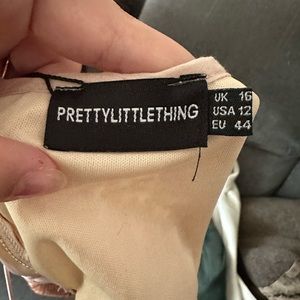 PRETTYLITTLETHING
UK 16
USA 12
EU 44